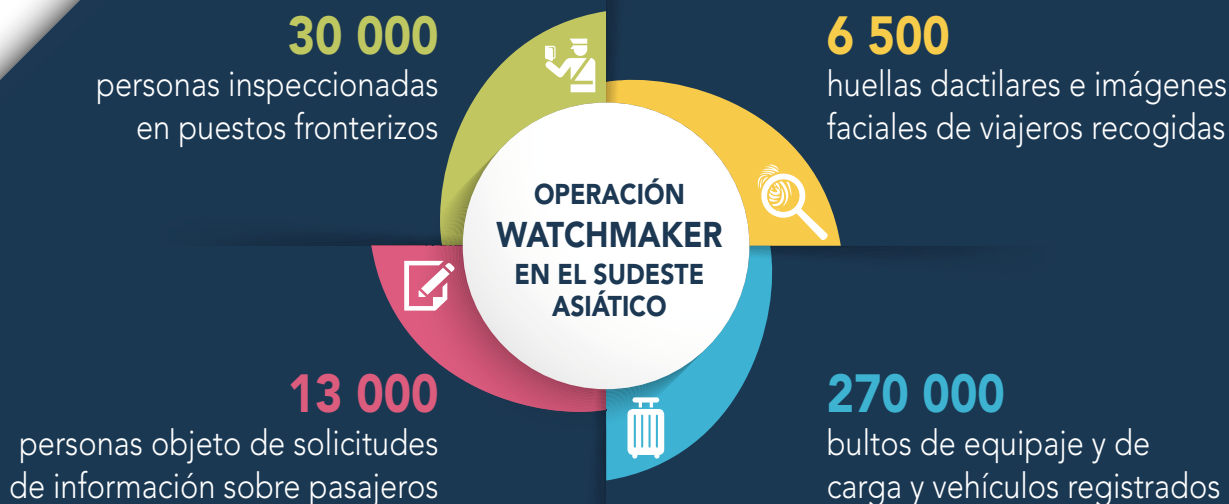 30 000
personas inspeccionadas
en puestos fronterizos
6 500
huellas dactilares e imágenes
faciales de viajeros recogidas
OPERACIÓN
WATCHMAKER
EN EL SUDESTE
ASIÁTICO
13 000
personas objeto de solicitudes
de información sobre pasajeros
270 000
bultos de equipaje y de
carga y vehículos registrados